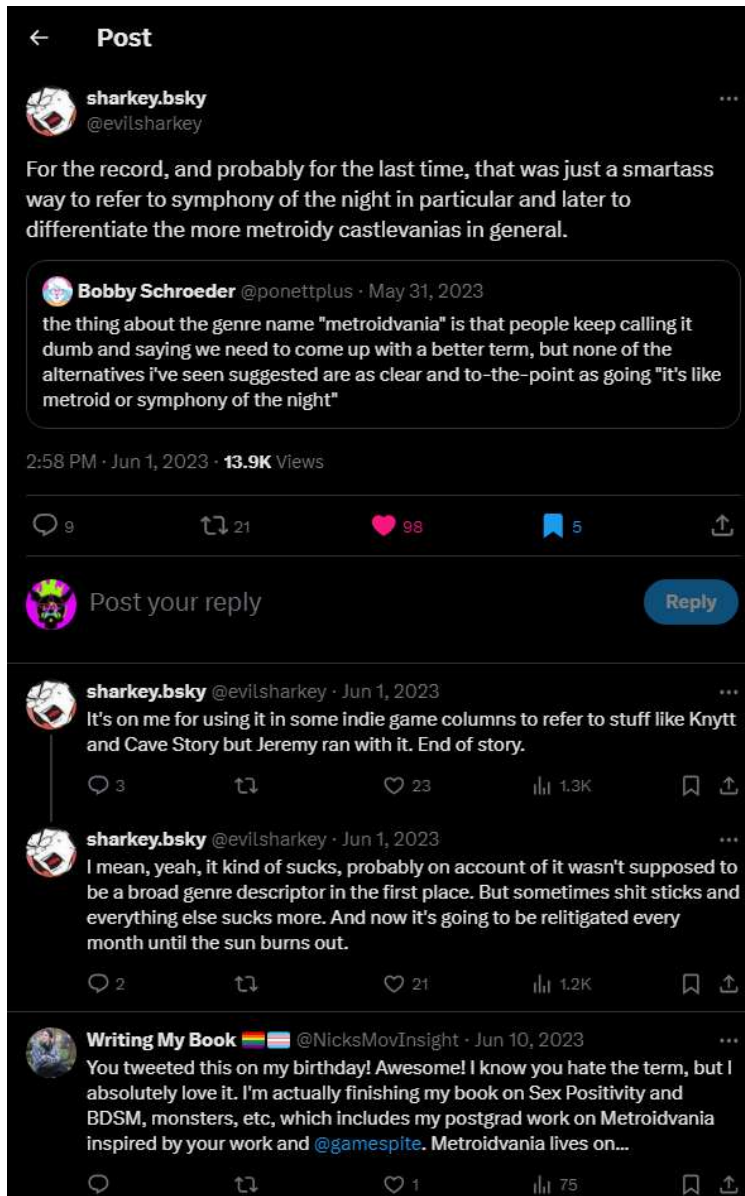 Post
sharkey.bsky
@evilsharkey
For the record, and probably for the last time, that was just a smartass
way to refer to symphony of the night in particular and later to
differentiate the more metroidy castlevanias in general.
Bobby Schroeder @ponettplus · May 31, 2023
the thing about the genre name "metroidvania" is that people keep calling it
dumb and saying we need to come up with a better term, but none of the
alternatives i've seen suggested are as clear and to-the-point as going "it's like
metroid or symphony of the night"
2:58 PM · Jun 1, 2023 · 13.9K Views
9 21 98 5
Post your reply
Reply
sharkey.bsky @evilsharkey · Jun 1, 2023
It's on me for using it in some indie game columns to refer to stuff like Knytt
and Cave Story but Jeremy ran with it. End of story.
3 23 1.3K
sharkey.bsky @evilsharkey · Jun 1, 2023
I mean, yeah, it kind of sucks, probably on account of it wasn't supposed to
be a broad genre descriptor in the first place. But sometimes shit sticks and
everything else sucks more. And now it's going to be relitigated every
month until the sun burns out.
2 21 1.2K
Writing My Book @NicksMovInsight · Jun 10, 2023
You tweeted this on my birthday! Awesome! I know you hate the term, but I
absolutely love it. I'm actually finishing my book on Sex Positivity and
BDSM, monsters, etc, which includes my postgrad work on Metroidvania
inspired by your work and @gamespite. Metroidvania lives on...
1 75